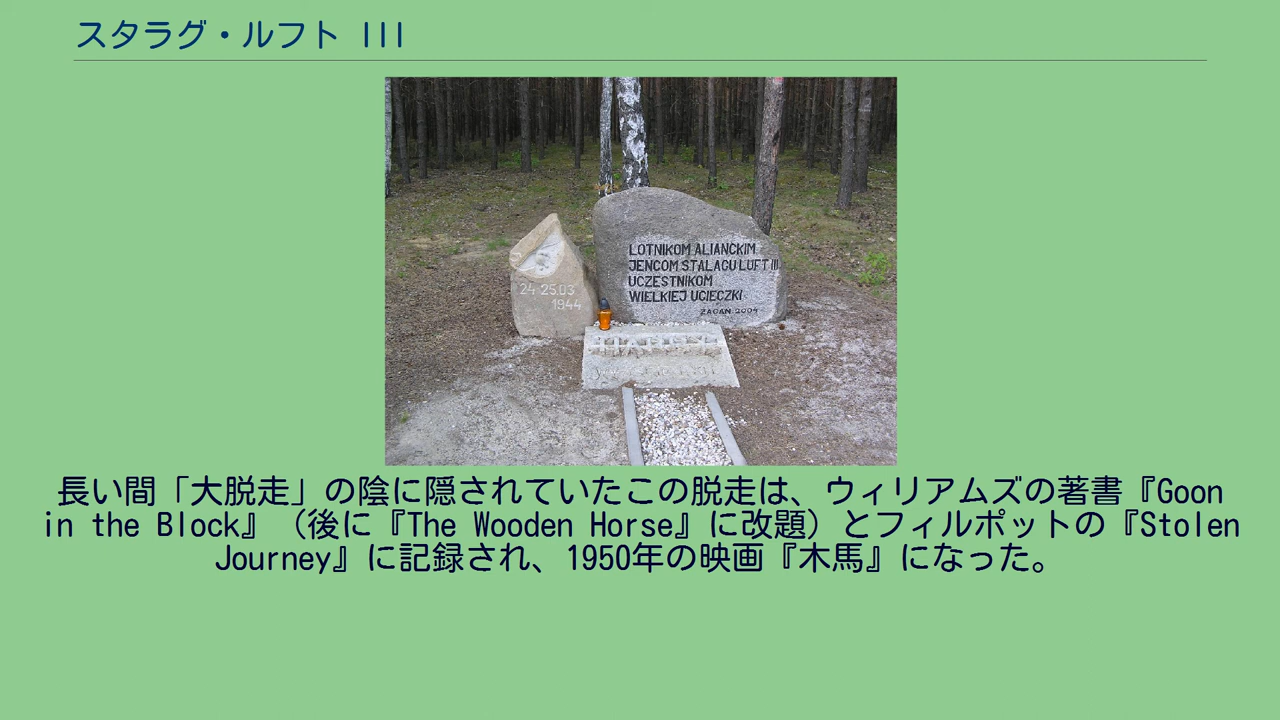 スタラグ・ルフト III
24 25.03
1944
LOTNIKOM ALIANCKIM
JEŃCOM STALAGU LUFT III
UCZESTNIKOM
WIELKIEJ UCIECZKI
ŻAGAŃ 2004
長い間「大脱走」の陰に隠されていたこの脱走は、ウィリアムズの著書『Goon
in the Block』（後に『The Wooden Horse』に改題）とフィルポットの『Stolen
Journey』に記録され、1950年の映画『木馬』になった。